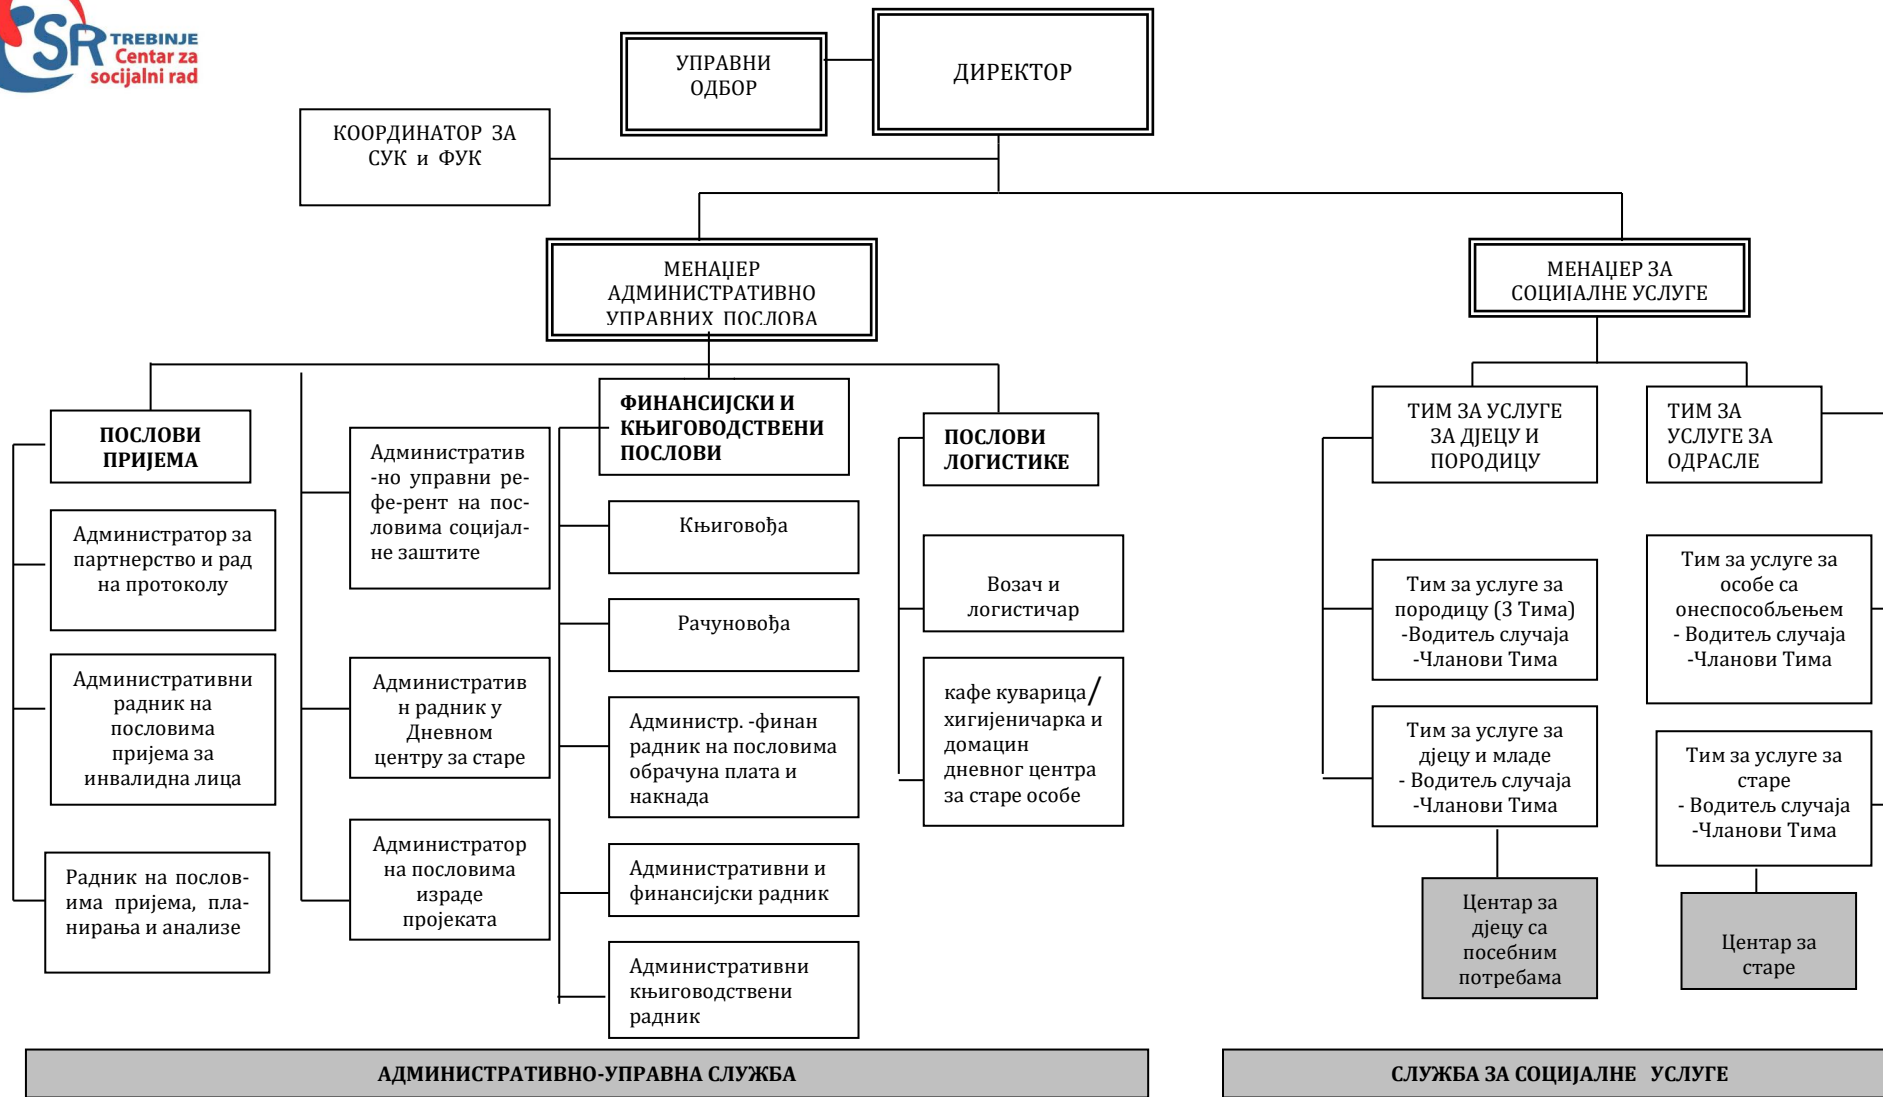 SR TREBINJE
Centar za
socijalni rad
УПРАВНИ
ОДБОР
ДИРЕКТОР
КООРДИНАТОР ЗА
СУК и ФУК
МЕНАЏЕР
АДМИНИСТРАТИВНО
УПРАВНИХ ПОСЛОВА
МЕНАЏЕР ЗА
СОЦИЈАЛНЕ УСЛУГЕ
ПОСЛОВИ
ПРИЈЕМА
Администратор за
партнерство и рад
на протоколу
Административни
радник на
пословима
пријема за
инвалидна лица
Радник на послов-
има пријема, пла-
нирања и анализе
Административ
-но управни ре-
фе-рент на пос-
ловима социјал-
не заштите
Административ
н радник у
Дневном
центру за старе
Администратор
на пословима
израде
пројеката
ФИНАНСИЈСКИ И
КЊИГОВОДСТВЕНИ
ПОСЛОВИ
Књиговођа
Рачуновођа
Администр. -финан
радник на пословима
обрачуна плата и
накнада
Административни и
финансијски радник
Административни
књиговодствени
радник
ПОСЛОВИ
ЛОГИСТИКЕ
Возач и
логистичар
кафе куварица/
хигијеничарка и
домацин
дневног центра
за старе особе
ТИМ ЗА УСЛУГЕ
ЗА ДЈЕЦУ И
ПОРОДИЦУ
Тим за услуге за
породицу (3 Тима)
-Водитељ случаја
-Чланови Тима
Тим за услуге за
дјецу и младе
- Водитељ случаја
-Чланови Тима
Центар за
дјецу са
посебним
потребама
ТИМ ЗА
УСЛУГЕ ЗА
ОДРАСЛЕ
Тим за услуге за
особе са
онеспособљењем
- Водитељ случаја
-Чланови Тима
Тим за услуге за
старе
- Водитељ случаја
-Чланови Тима
Центар за
старе
АДМИНИСТРАТИВНО-УПРАВНА СЛУЖБА
СЛУЖБА ЗА СОЦИЈАЛНЕ УСЛУГЕ